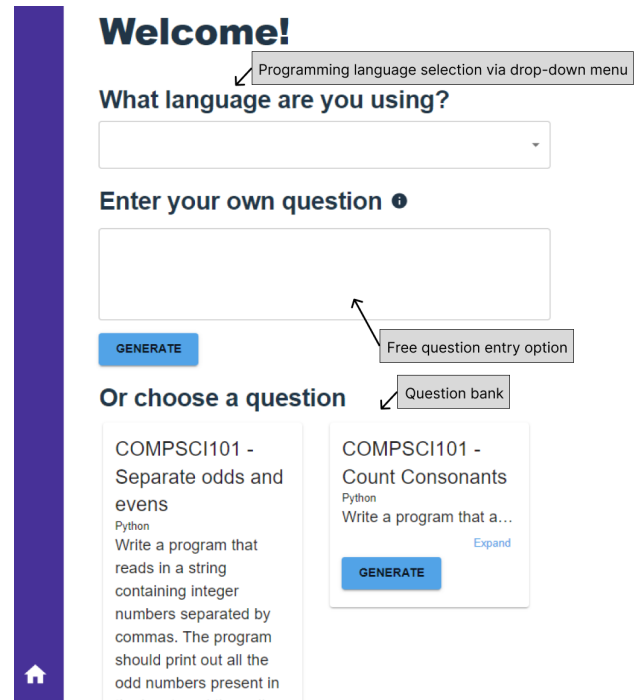 Welcome!
Programming language selection via drop-down menu
What language are you using?
Enter your own question
GENERATE
Free question entry option
Or choose a question
Question bank
COMPSCI101 -
Separate odds and
evens
Python
Write a program that
reads in a string
containing integer
numbers separated by
commas. The program
should print out all the
odd numbers present in
COMPSCI101 -
Count Consonants
Python
Write a program that a...
Expand
GENERATE